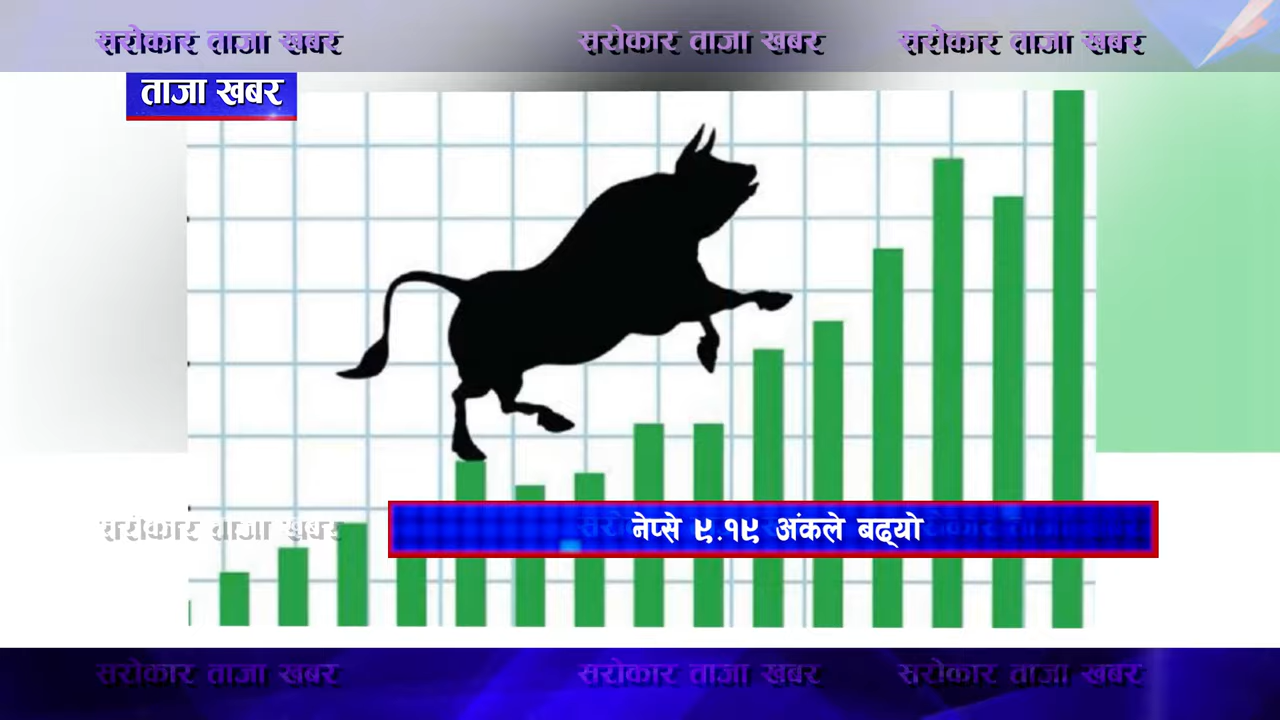 सरोकार ताजा खबर सरोकार ताजा खबर सरोकार ताजा खबर
ताजा खबर
सरोकार ताजा खबर
नेप्से ९.१९ अंकले बढ्यो
सरोकार ताजा खबर सरोकार ताजा खबर सरोकार ताजा खबर